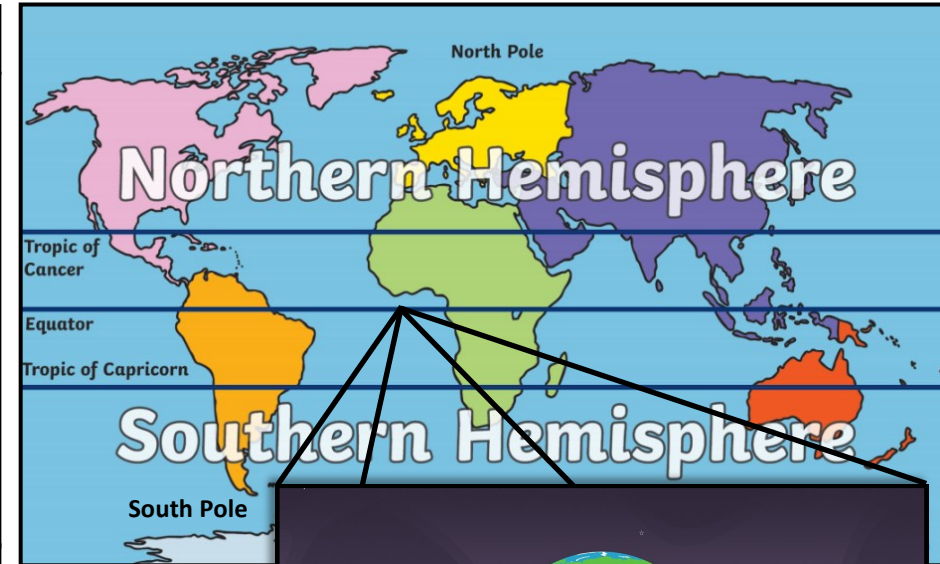 North Pole
Northern Hemisphere
Tropic of
Cancer
Equator
Tropic of Capricorn
Southern Hemisphere
South Pole